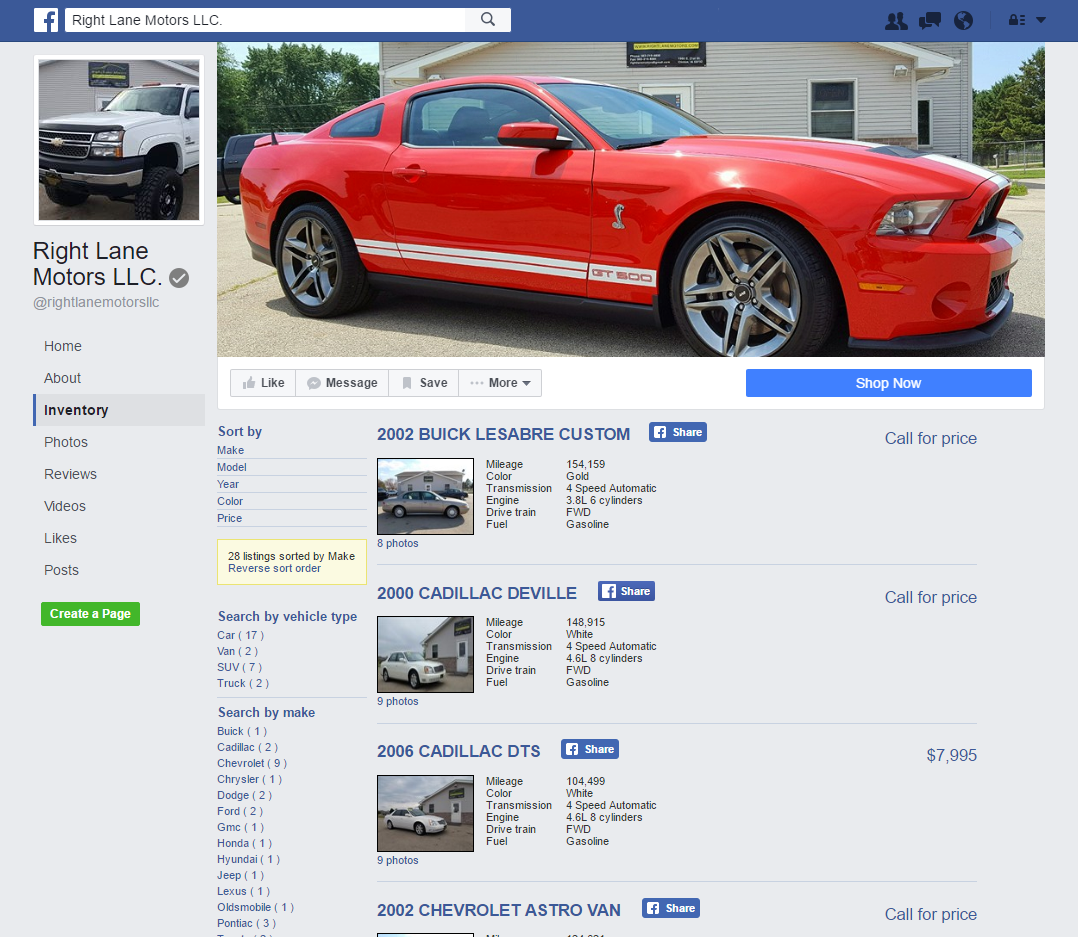 Right Lane Motors LLC.
WWW.RIGHTLANEMOTORS.COM
GT 500
Right Lane
Motors LLC.
@rightlanemotorsllc
Home
About
Inventory
Photos
Reviews
Videos
Likes
Posts
Create a Page
Like
Message
Save
More
Shop Now
Sort by
Make
Model
Year
Color
Price
28 listings sorted by Make
Reverse sort order
Search by vehicle type
Car ( 17 )
Van ( 2 )
SUV ( 7 )
Truck ( 2 )
Search by make
Buick ( 1 )
Cadillac ( 2 )
Chevrolet ( 9 )
Chrysler ( 1 )
Dodge ( 2 )
Ford ( 2 )
Gmc ( 1 )
Honda ( 1 )
Hyundai ( 1 )
Jeep ( 1 )
Lexus ( 1 )
Oldsmobile ( 1 )
Pontiac ( 3 )
2002 BUICK LESABRE CUSTOM
Share
Call for price
Mileage 154,159
Color Gold
Transmission 4 Speed Automatic
Engine 3.8L 6 cylinders
Drive train FWD
Fuel Gasoline
8 photos
2000 CADILLAC DEVILLE
Share
Call for price
Mileage 148,915
Color White
Transmission 4 Speed Automatic
Engine 4.6L 8 cylinders
Drive train FWD
Fuel Gasoline
9 photos
2006 CADILLAC DTS
Share
$7,995
Mileage 104,499
Color White
Transmission 4 Speed Automatic
Engine 4.6L 8 cylinders
Drive train FWD
Fuel Gasoline
9 photos
2002 CHEVROLET ASTRO VAN
Share
Call for price